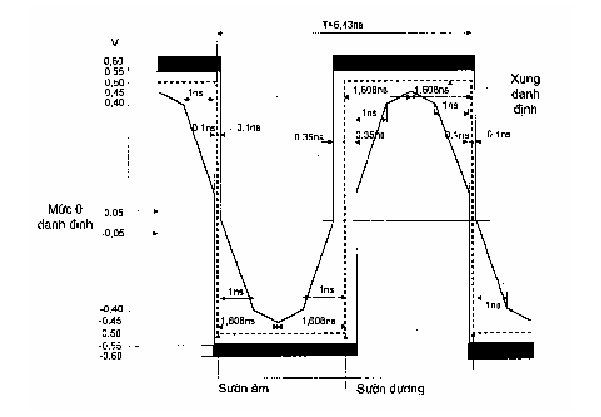 T=6,43ns
V
0,60
0,55
0,50
0,45
0,40
1ns
0.1ns
0.1ns
0.35ns
0.35ns
1,608ns
1,608ns
1ns
1ns
0.1ns
0.1ns
Xung
danh
định
Mức 0
danh định
0.05
-0,05
1ns
1ns
1ns
-0,40
-0,45
-0,50
-0,55
-0,60
1,608ns
1,608ns
Sườn âm
Sườn dương